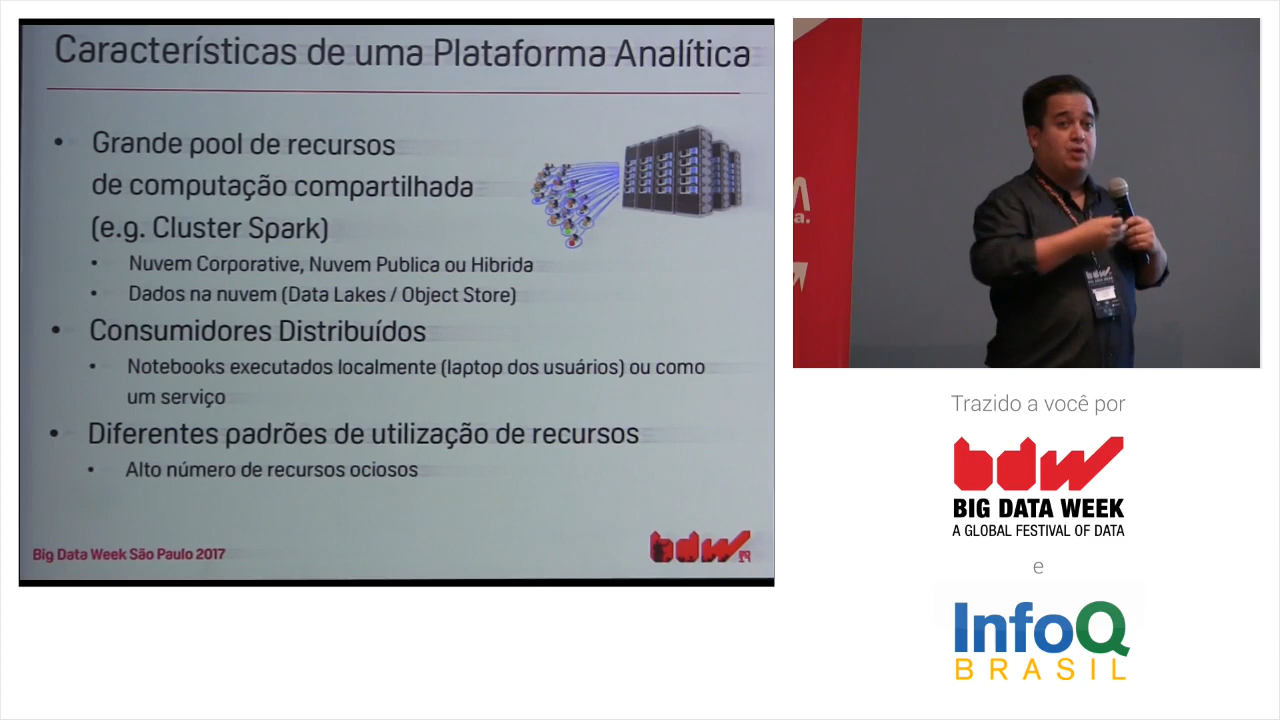 Características de uma Plataforma Analítica
• Grande pool de recursos
de computação compartilhada
(e.g. Cluster Spark)
• Nuvem Corporative, Nuvem Publica ou Hibrida
• Dados na nuvem (Data Lakes / Object Store)
• Consumidores Distribuídos
• Notebooks executados localmente (laptop dos usuários) ou como
um serviço
• Diferentes padrões de utilização de recursos
• Alto número de recursos ociosos
Big Data Week São Paulo 2017
bdw
a.
bdw
Trazido a você por
bdw
BIG DATA WEEK
A GLOBAL FESTIVAL OF DATA
e
InfoQ
BRASIL